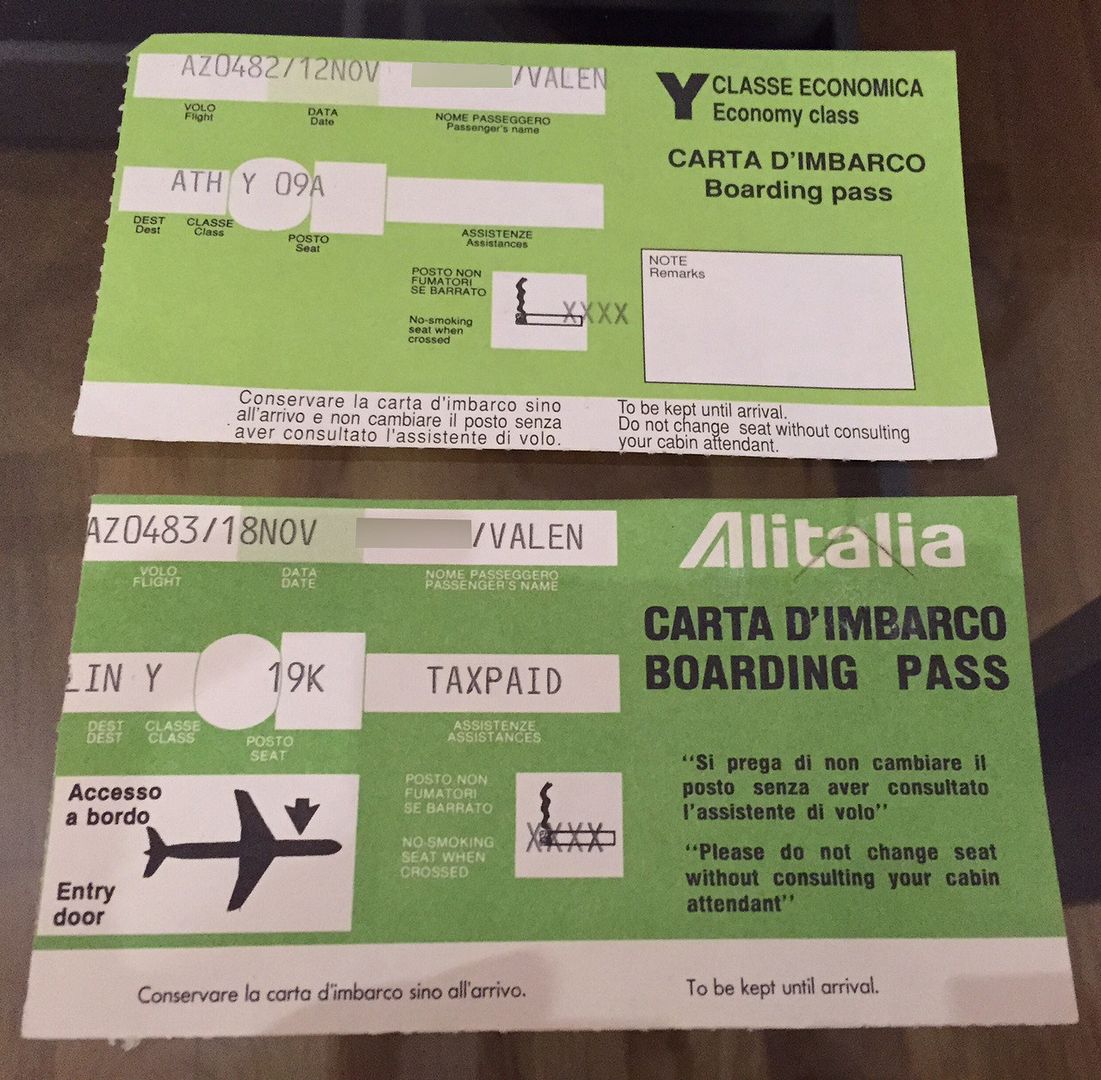 AZ0482/12NOV /VALEN
VOLO
Flight
DATA
Date
NOME PASSEGGERO
Passenger's name
Y CLASSE ECONOMICA
Economy class
CARTA D'IMBARCO
Boarding pass
ATH Y 09A
DEST
Dest
CLASSE
Class
POSTO
Seat
ASSISTENZE
Assistances
POSTO NON
FUMATORI
SE BARRATO
No-smoking
seat when
crossed
XXXX
NOTE
Remarks
Conservare la carta d'imbarco sino
all'arrivo e non cambiare il posto senza
aver consultato l'assistente di volo.
To be kept until arrival.
Do not change seat without consulting
your cabin attendant.
AZ0483/18NOV /VALEN
VOLO
FLIGHT
DATA
DATE
NOME PASSEGGERO
PASSENGER'S NAME
Alitalia
CARTA D'IMBARCO
BOARDING PASS
LIN Y 19K TAXPAID
DEST
DEST
CLASSE
CLASS
POSTO
SEAT
ASSISTENZE
ASSISTANCES
Accesso
a bordo
Entry
door
POSTO NON
FUMATORI
SE BARRATO
NO-SMOKING
SEAT WHEN
CROSSED
XXXX
"Si prega di non cambiare il
posto senza aver consultato
l'assistente di volo"
"Please do not change seat
without consulting your cabin
attendant"
Conservare la carta d'imbarco sino all'arrivo.
To be kept until arrival.